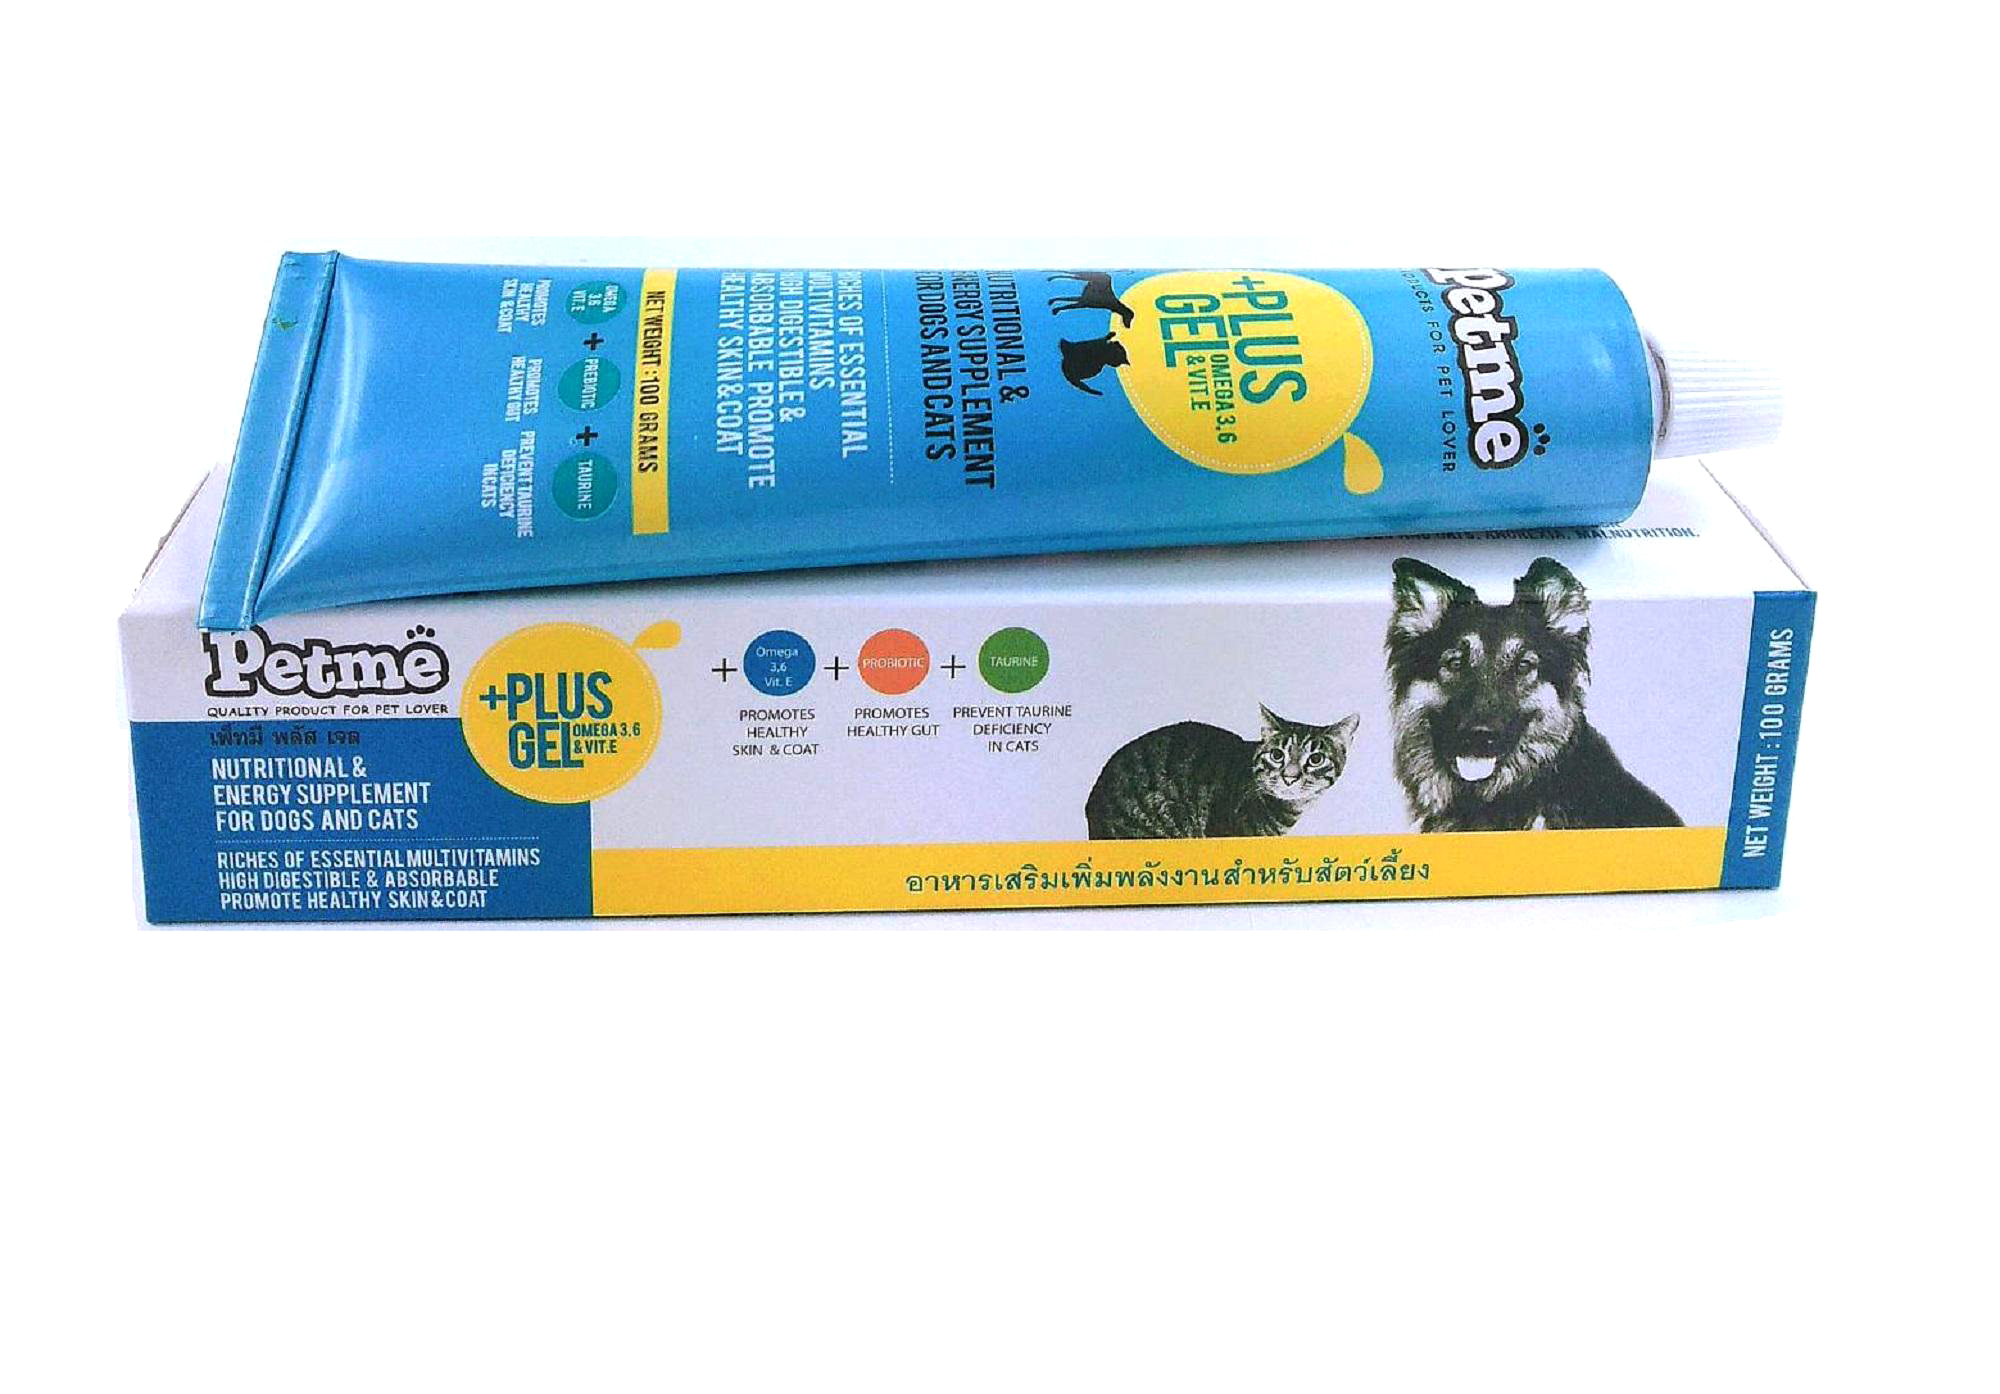 Petme
PRODUCTS FOR PET LOVER
+PLUS
GEL
OMEGA 3.6
& VIT.E
NUTRITIONAL &
ENERGY SUPPLEMENT
FOR DOGS AND CATS
RICHES OF ESSENTIAL
MULTIVITAMINS
HIGH DIGESTIBLE &
ABSORBABLE PROMOTE
HEALTHY SKIN & COAT
NET WEIGHT : 100 GRAMS
OMEGA
3.6
VIT.E
+
PREBIOTIC
+
TAURINE
PROMOTES
HEALTHY
SKIN & COAT
PROMOTES
HEALTHY GUT
PREVENT TAURINE
DEFICIENCY
IN CATS
AND CATS, ANOREXIA, MALNUTRITION.
Petme
QUALITY PRODUCT FOR PET LOVER
เพ็ทมี พลัส เจล
NUTRITIONAL &
ENERGY SUPPLEMENT
FOR DOGS AND CATS
RICHES OF ESSENTIAL MULTIVITAMINS
HIGH DIGESTIBLE & ABSORBABLE
PROMOTE HEALTHY SKIN & COAT
+PLUS
GEL
OMEGA 3.6
& VIT.E
+
Omega
3,6
Vit. E
+
PROBIOTIC
+
TAURINE
PROMOTES
HEALTHY
SKIN & COAT
PROMOTES
HEALTHY GUT
PREVENT TAURINE
DEFICIENCY
IN CATS
อาหารเสริมเพิ่มพลังงานสำหรับสัตว์เลี้ยง
NET WEIGHT : 100 GRAMS